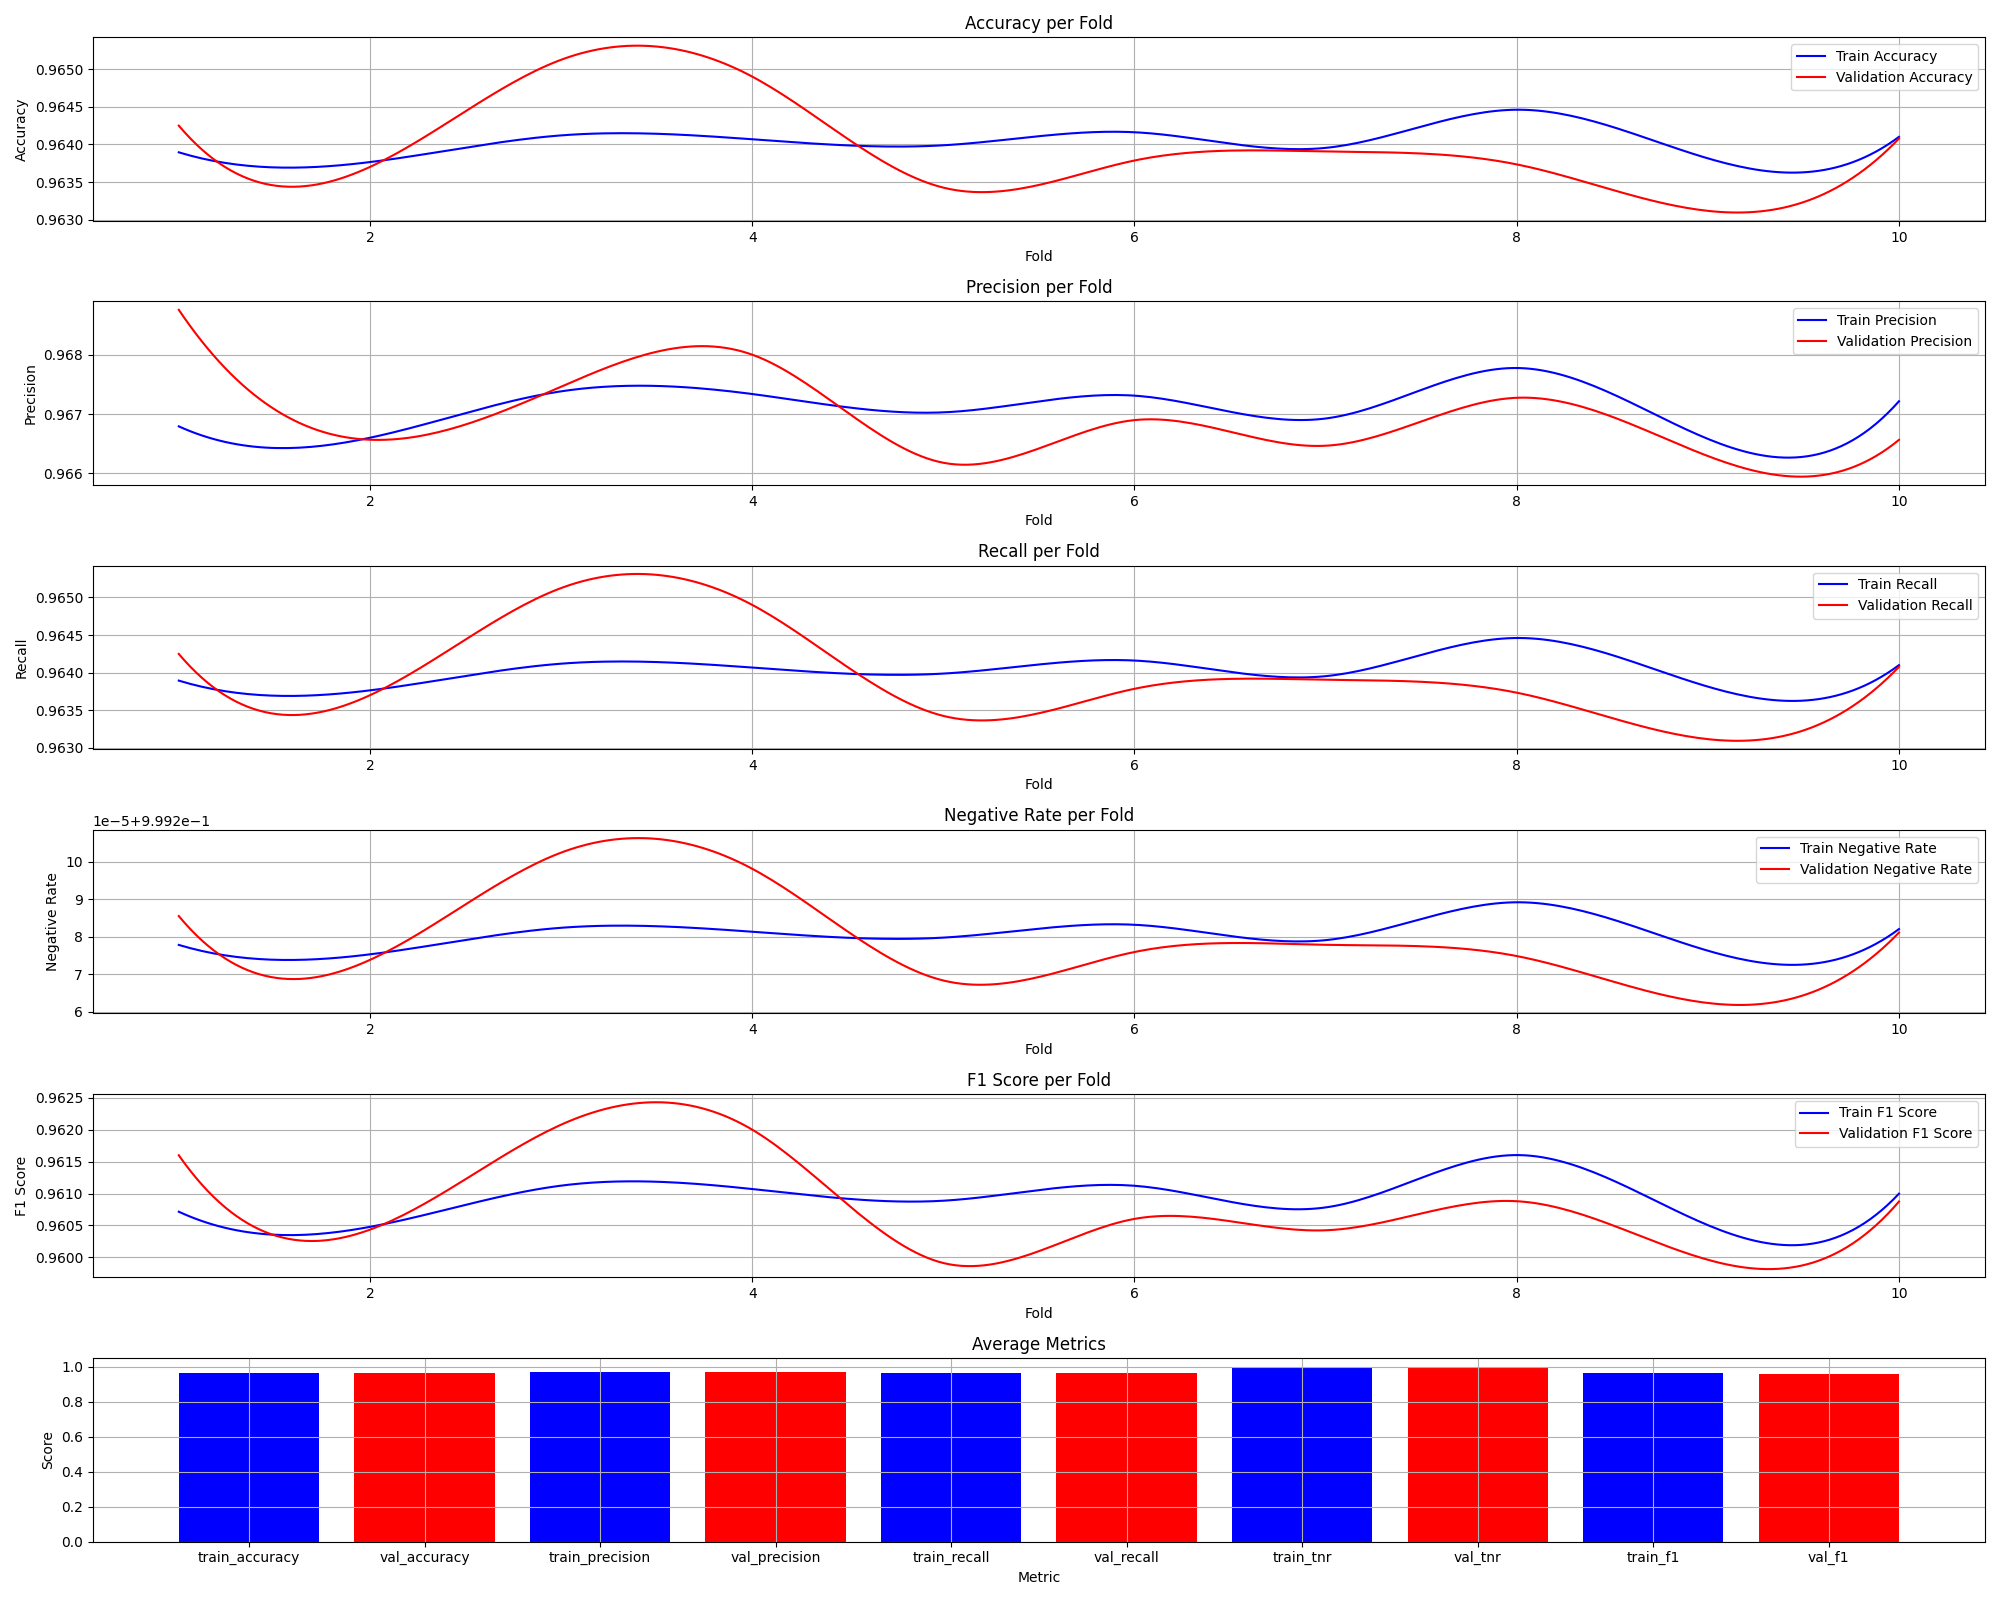 Accuracy per Fold
Train Accuracy
Validation Accuracy
0.9650
0.9645
0.9640
0.9635
0.9630
Accuracy
2 4 6 8 10
Fold
Precision per Fold
Train Precision
Validation Precision
0.968
0.967
0.966
Precision
2 4 6 8 10
Fold
Recall per Fold
Train Recall
Validation Recall
0.9650
0.9645
0.9640
0.9635
0.9630
Recall
2 4 6 8 10
Fold
Negative Rate per Fold
1e−5+9.992e−1
Train Negative Rate
Validation Negative Rate
10
9
8
7
6
Negative Rate
2 4 6 8 10
Fold
F1 Score per Fold
Train F1 Score
Validation F1 Score
0.9625
0.9620
0.9615
0.9610
0.9605
0.9600
F1 Score
2 4 6 8 10
Fold
Average Metrics
1.0
0.8
0.6
0.4
0.2
0.0
Score
train_accuracy val_accuracy train_precision val_precision train_recall val_recall train_tnr val_tnr train_f1 val_f1
Metric